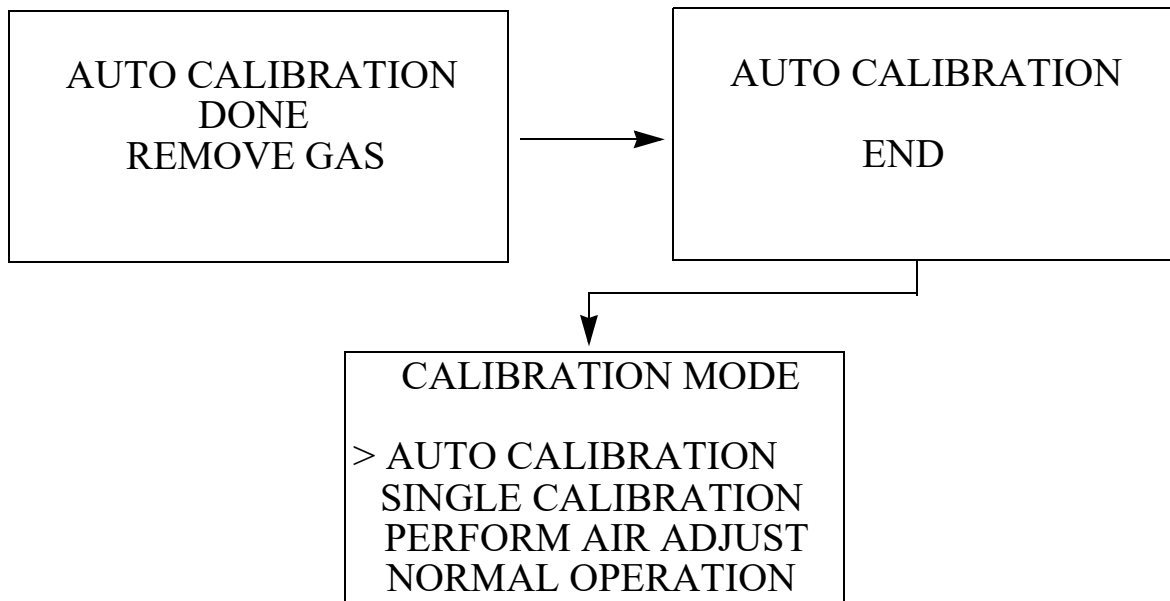 AUTO CALIBRATION
DONE
REMOVE GAS
AUTO CALIBRATION
END
CALIBRATION MODE
> AUTO CALIBRATION
SINGLE CALIBRATION
PERFORM AIR ADJUST
NORMAL OPERATION